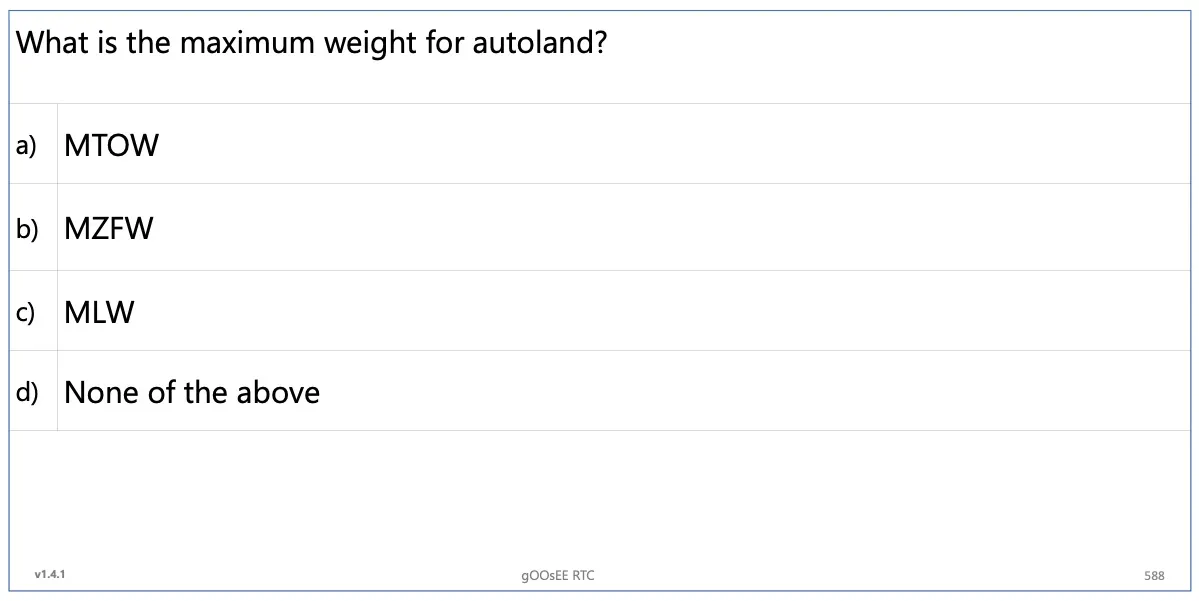 What is the maximum weight for autoland?
a) MTOW
b) MZFW
c) MLW
d) None of the above
v1.4.1 gOOsEE RTC 588